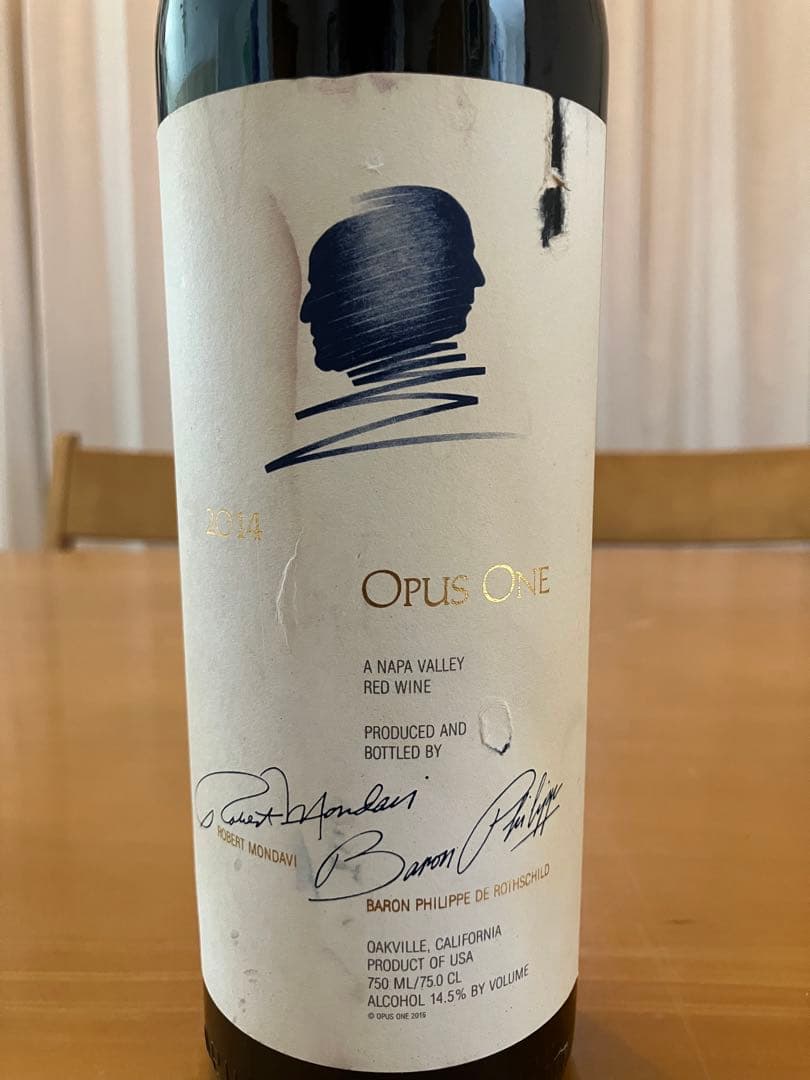 2014
OPUS ONE
A NAPA VALLEY
RED WINE
PRODUCED AND
BOTTLED BY
Robert Mondavi
ROBERT MONDAVI
Baron Philippe
BARON PHILIPPE DE ROTHSCHILD
OAKVILLE, CALIFORNIA
PRODUCT OF USA
750 ML/75.0 CL
ALCOHOL 14.5% BY VOLUME
© OPUS ONE 2016